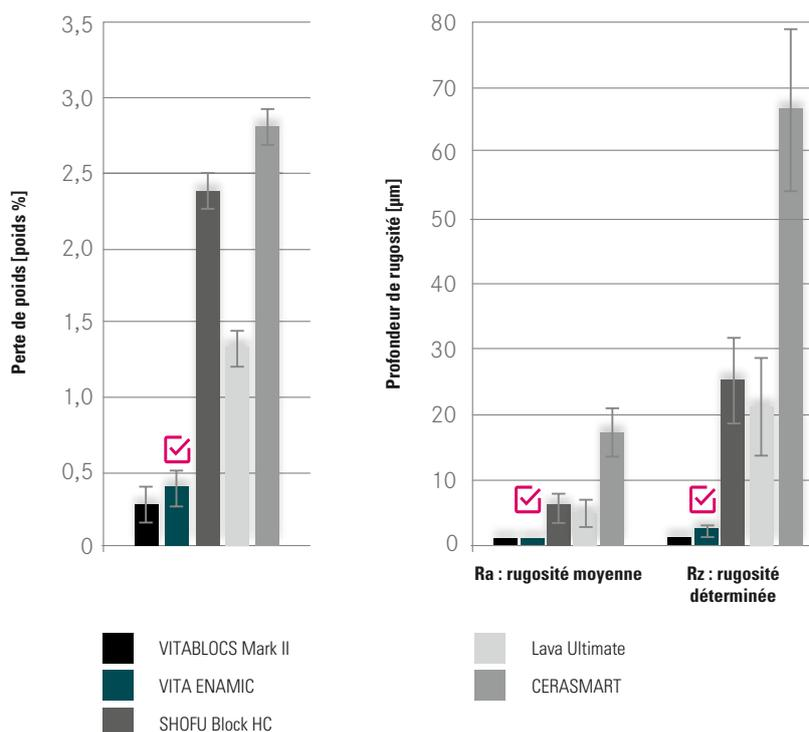 Perte de poids [poids %]
3,5
3,0
2,5
2,0
1,5
1,0
0,5
0
Profondeur de rugosité [µm]
80
70
60
50
40
30
20
10
0
Ra : rugosité moyenne
Rz : rugosité
déterminée
VITABLOCS Mark II
VITA ENAMIC
SHOFU Block HC
Lava Ultimate
CERASMART